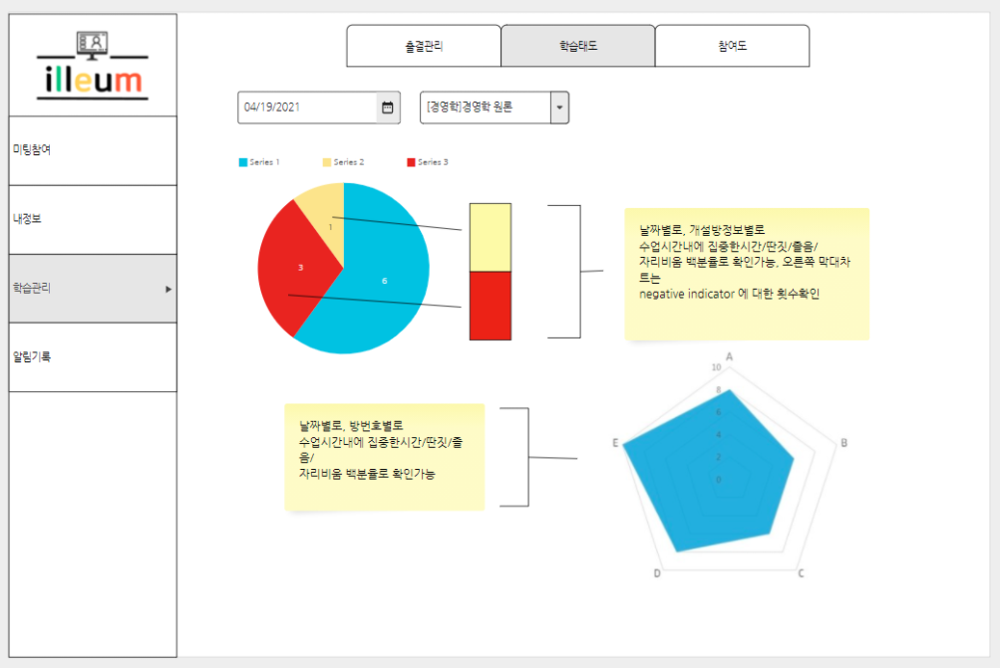 illeum
미팅참여
내정보
학습관리
알림기록
출결관리
학습태도
참여도
04/19/2021
[경영학]경영학 원론
Series 1
Series 2
Series 3
1
3
6
날짜별로, 개설방정보별로
수업시간내에 집중한시간/딴짓/졸음/
자리비움 백분율로 확인가능, 오른쪽 막대차
트는
negative indicator 에 대한 횟수확인
날짜별로, 방번호별로
수업시간내에 집중한시간/딴짓/졸
음/
자리비움 백분율로 확인가능
A
10
8
6
4
2
0
E
B
D
C